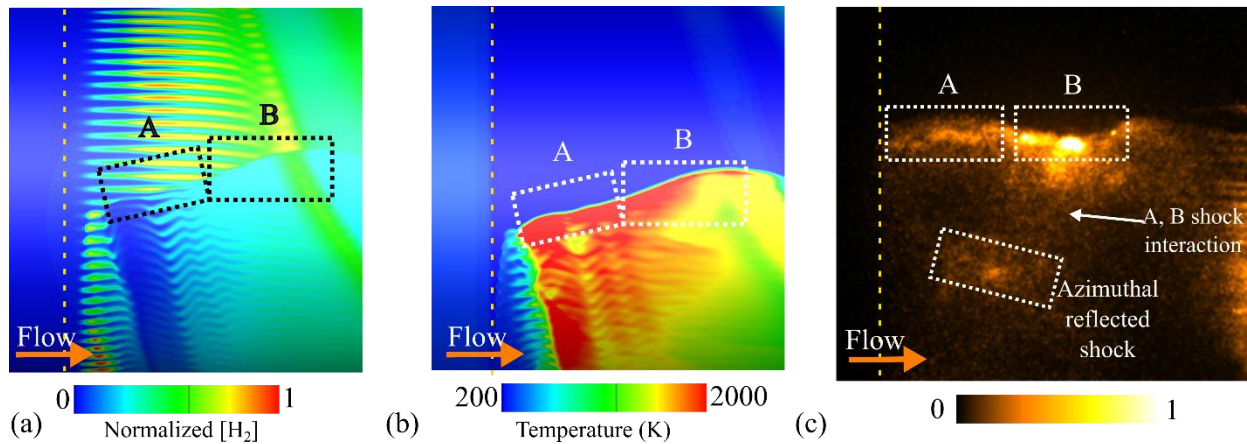 A
B
Flow
0
1
Normalized [H₂]
(a)
A
B
Flow
200
2000
Temperature (K)
(b)
A
B
A, B shock
interaction
Azimuthal
reflected
shock
Flow
0
1
(c)